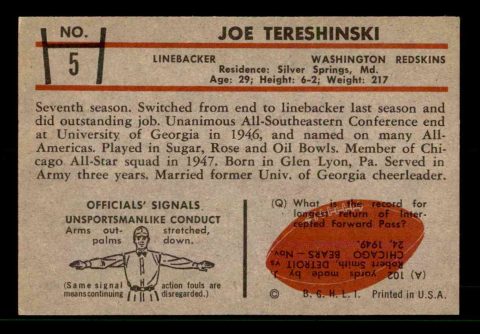 NO.
5
JOE TERESHINSKI
LINEBACKER WASHINGTON REDSKINS
Residence: Silver Springs, Md.
Age: 29; Height: 6-2; Weight: 217
Seventh season. Switched from end to linebacker last season and
did outstanding job. Unanimous All-Southeastern Conference end
at University of Georgia in 1946, and named on many All-
Americas. Played in Sugar, Rose and Oil Bowls. Member of Chi-
cago All-Star squad in 1947. Born in Glen Lyon, Pa. Served in
Army three years. Married former Univ. of Georgia cheerleader.
OFFICIALS' SIGNALS
UNSPORTSMANLIKE CONDUCT
Arms out- stretched,
palms down.
(Same signal action fouls are
means continuing disregarded.)
(Q) What is the record for
longest return of Inter-
cepted Forward Pass?
(A) 102 yards made by
Robert Smith, DETROIT vs
CHICAGO BEARS - Nov.
24, 1949.
© B. G. H. L. I. Printed in U.S.A.